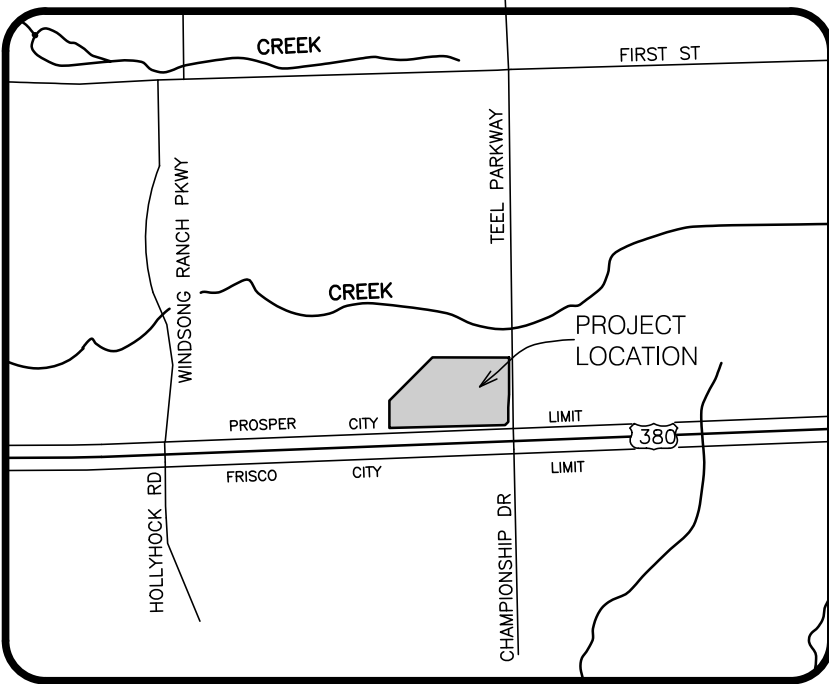 CREEK
FIRST ST
TEEL PARKWAY
WINDSONG RANCH PKWY
CREEK
PROJECT
LOCATION
PROSPER CITY LIMIT
380
FRISCO CITY LIMIT
HOLLYHOCK RD
CHAMPIONSHIP DR